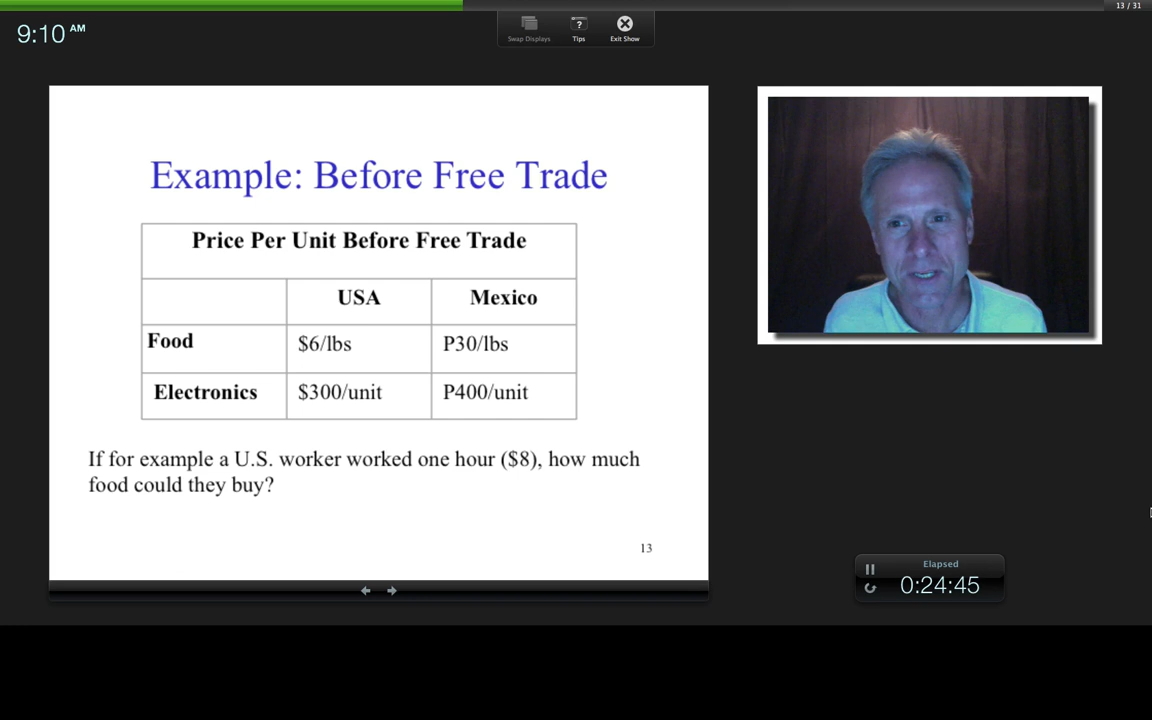 13 / 31
9:10 AM
?
Swap Displays
Tips
Exit Show
Example: Before Free Trade
Price Per Unit Before Free Trade
USA
Mexico
Food
$6/lbs
P30/lbs
Electronics
$300/unit
P400/unit
If for example a U.S. worker worked one hour ($8), how much
food could they buy?
13
Elapsed
0:24:45